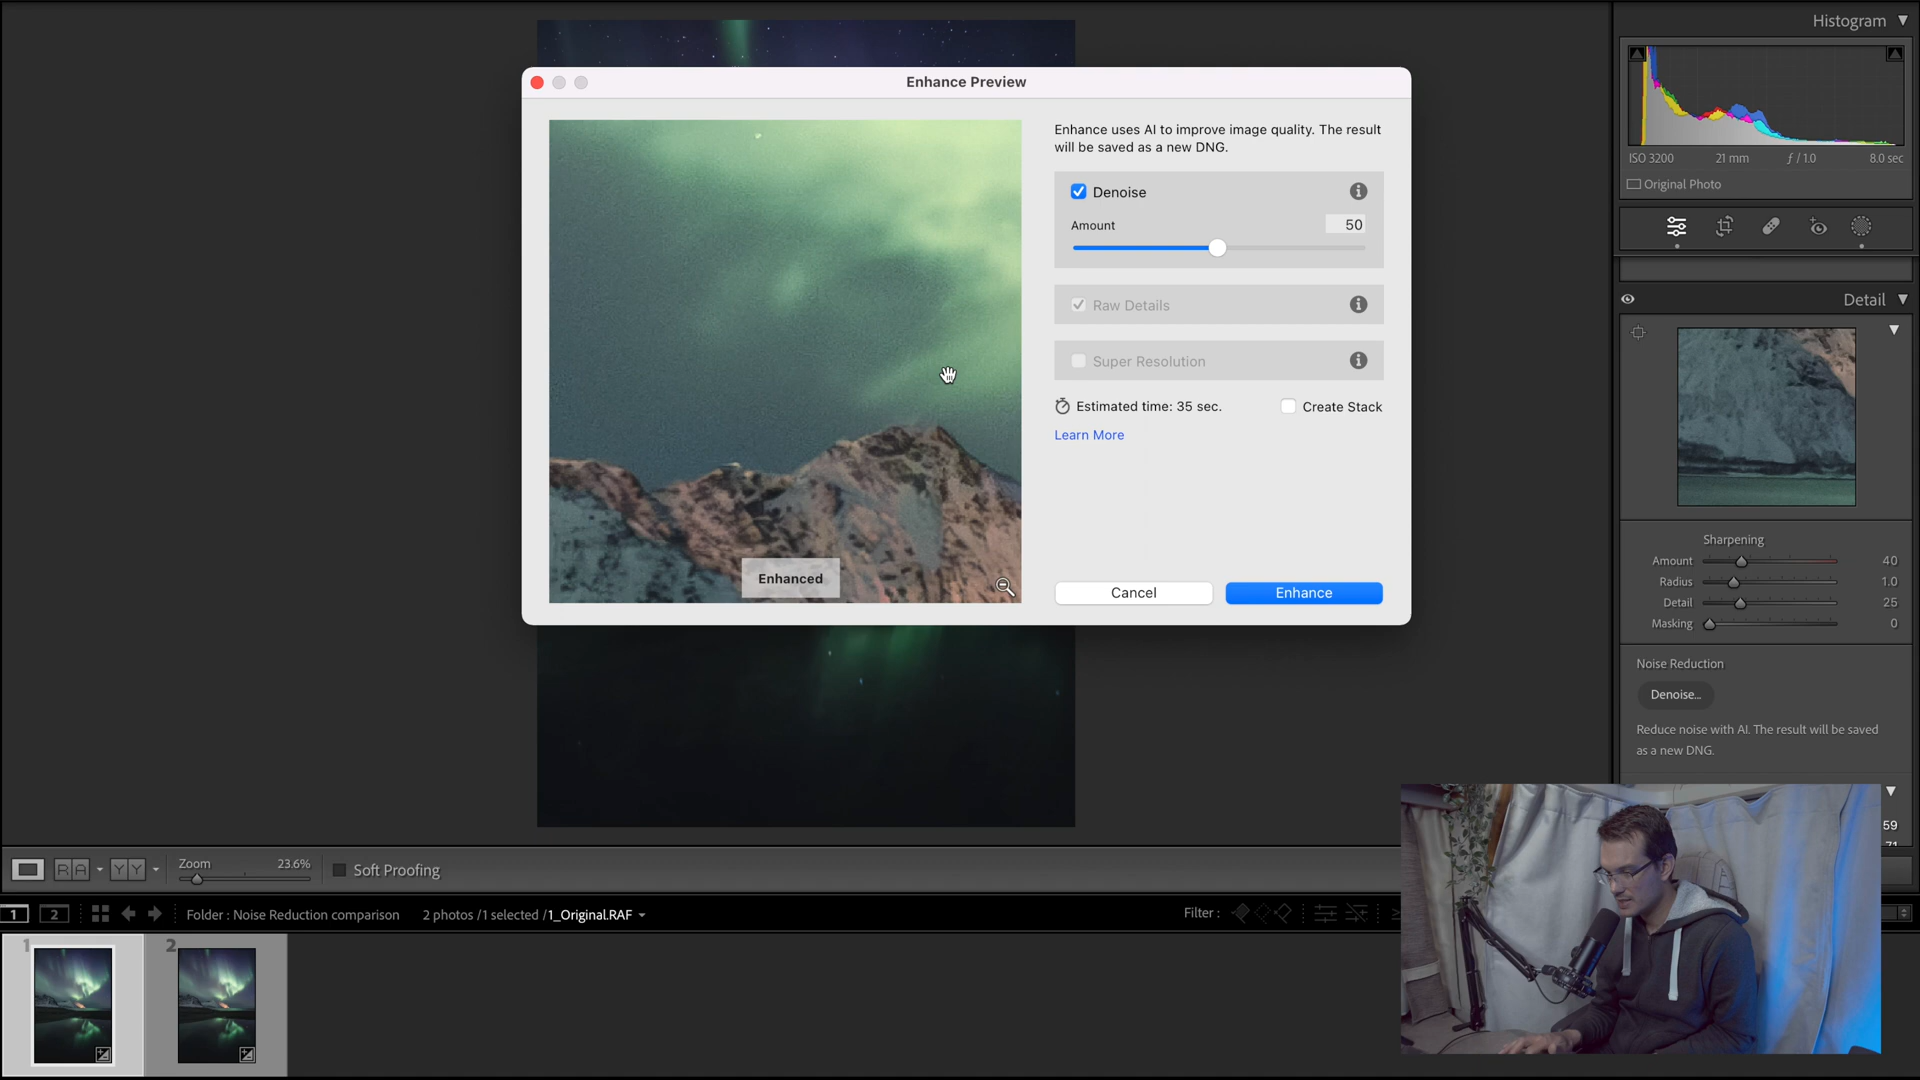 Histogram
ISO 3200 21 mm ƒ / 1.0 8.0 sec
Original Photo
Enhance Preview
Enhance uses AI to improve image quality. The result
will be saved as a new DNG.
Denoise
Amount 50
Raw Details
Super Resolution
Estimated time: 35 sec. Create Stack
Learn More
Enhanced
Cancel Enhance
Detail
Sharpening
Amount 40
Radius 1.0
Detail 25
Masking 0
Noise Reduction
Denoise...
Reduce noise with AI. The result will be saved
as a new DNG.
59
R A Y Y Zoom 23.6% Soft Proofing
1 2 Folder : Noise Reduction comparison 2 photos /1 selected /1_Original.RAF Filter :
1 2